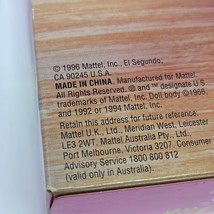 © 1996 Mattel, Inc., El Segundo,
CA 90245 U.S.A.
MADE IN CHINA. Manufactured for Mattel.
All Rights Reserved. ® and ™ designate U.S.
trademarks of Mattel, Inc. Doll body ©1966,
and 1992 or 1994 Mattel, Inc.
Retain this address for future reference:
Mattel U.K., Ltd., Meridian West, Leicester
LE3 2WT. Mattel Australia Pty., Ltd.,
Port Melbourne, Victoria 3207. Consumer
Advisory Service 1800 800 812
(valid only in Australia)